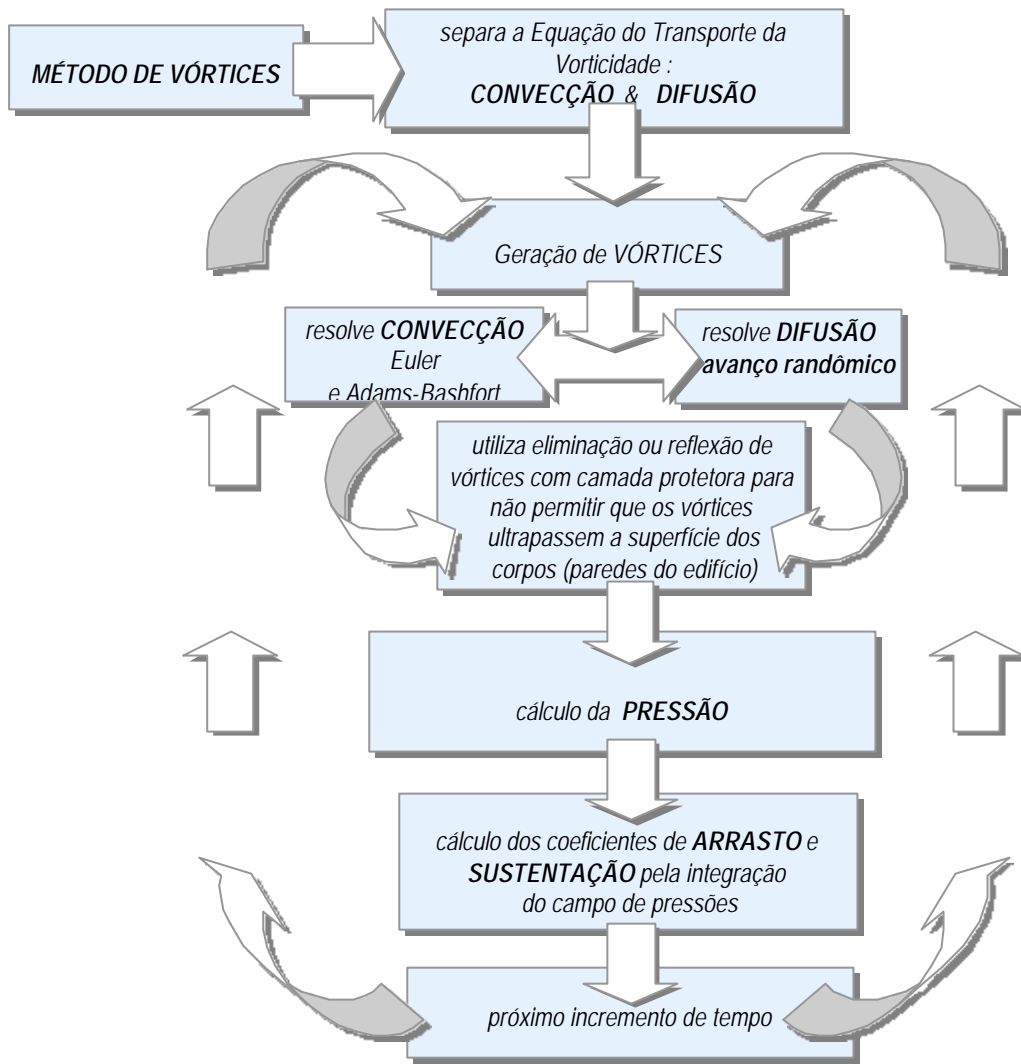 MÉTODO DE VÓRTICES
separa a Equação do Transporte da
Vorticidade :
CONVECÇÃO & DIFUSÃO
Geração de VÓRTICES
resolve CONVECÇÃO
Euler
e Adams-Bashfort
resolve DIFUSÃO
avanço randômico
utiliza eliminação ou reflexão de
vórtices com camada protetora para
não permitir que os vórtices
ultrapassem a superfície dos
corpos (paredes do edifício)
cálculo da PRESSÃO
cálculo dos coeficientes de ARRASTO e
SUSTENTAÇÃO pela integração
do campo de pressões
próximo incremento de tempo